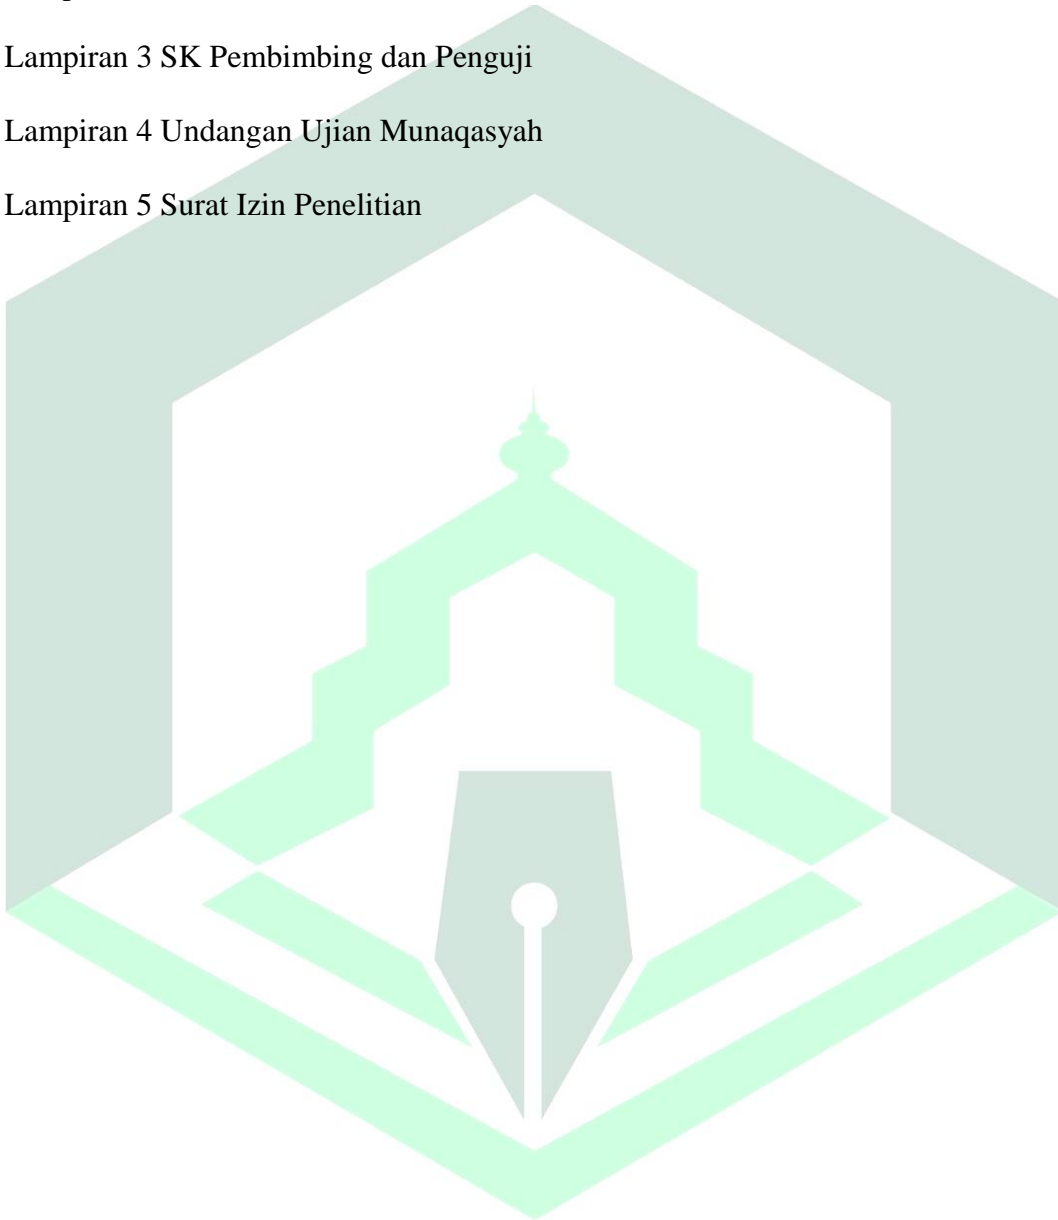 Lampiran 3 SK Pembimbing dan Penguji
Lampiran 4 Undangan Ujian Munaqasyah
Lampiran 5 Surat Izin Penelitian